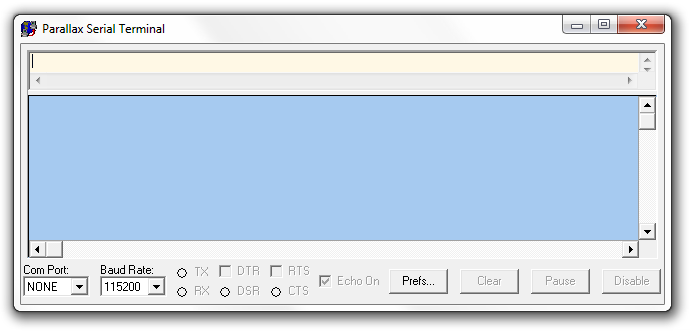 Parallax Serial Terminal
Com Port: Baud Rate: TX DTR RTS
NONE 115200 RX DSR CTS Echo On Prefs... Clear Pause Disable